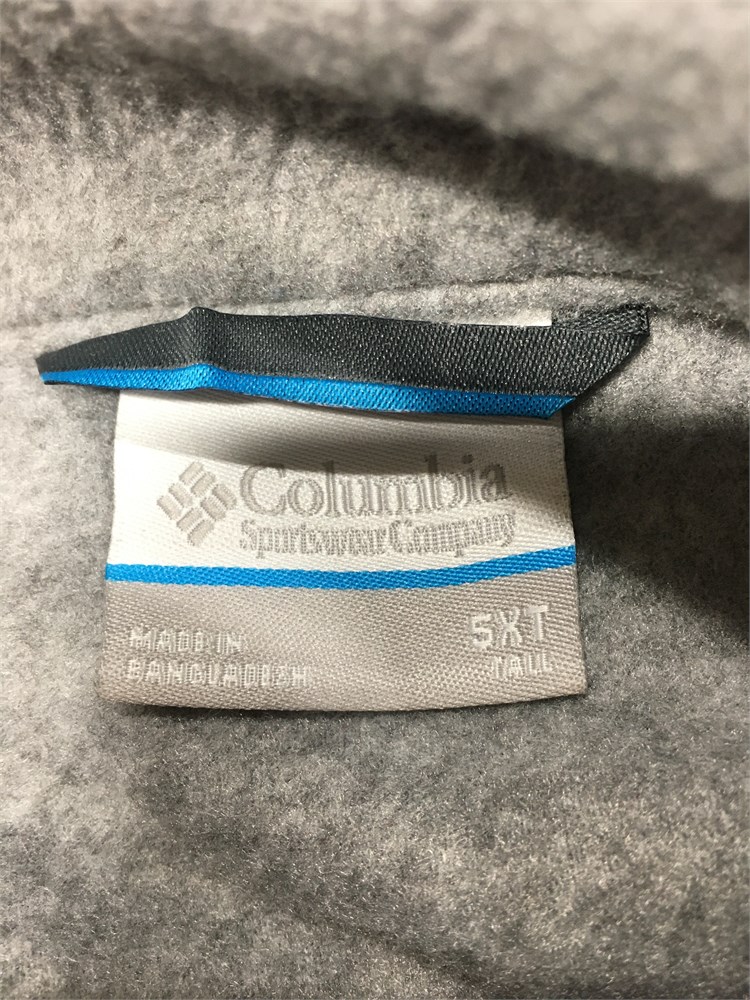 Columbia
Sportswear Company
5XT
TALL
MADE IN
BANGLADESH